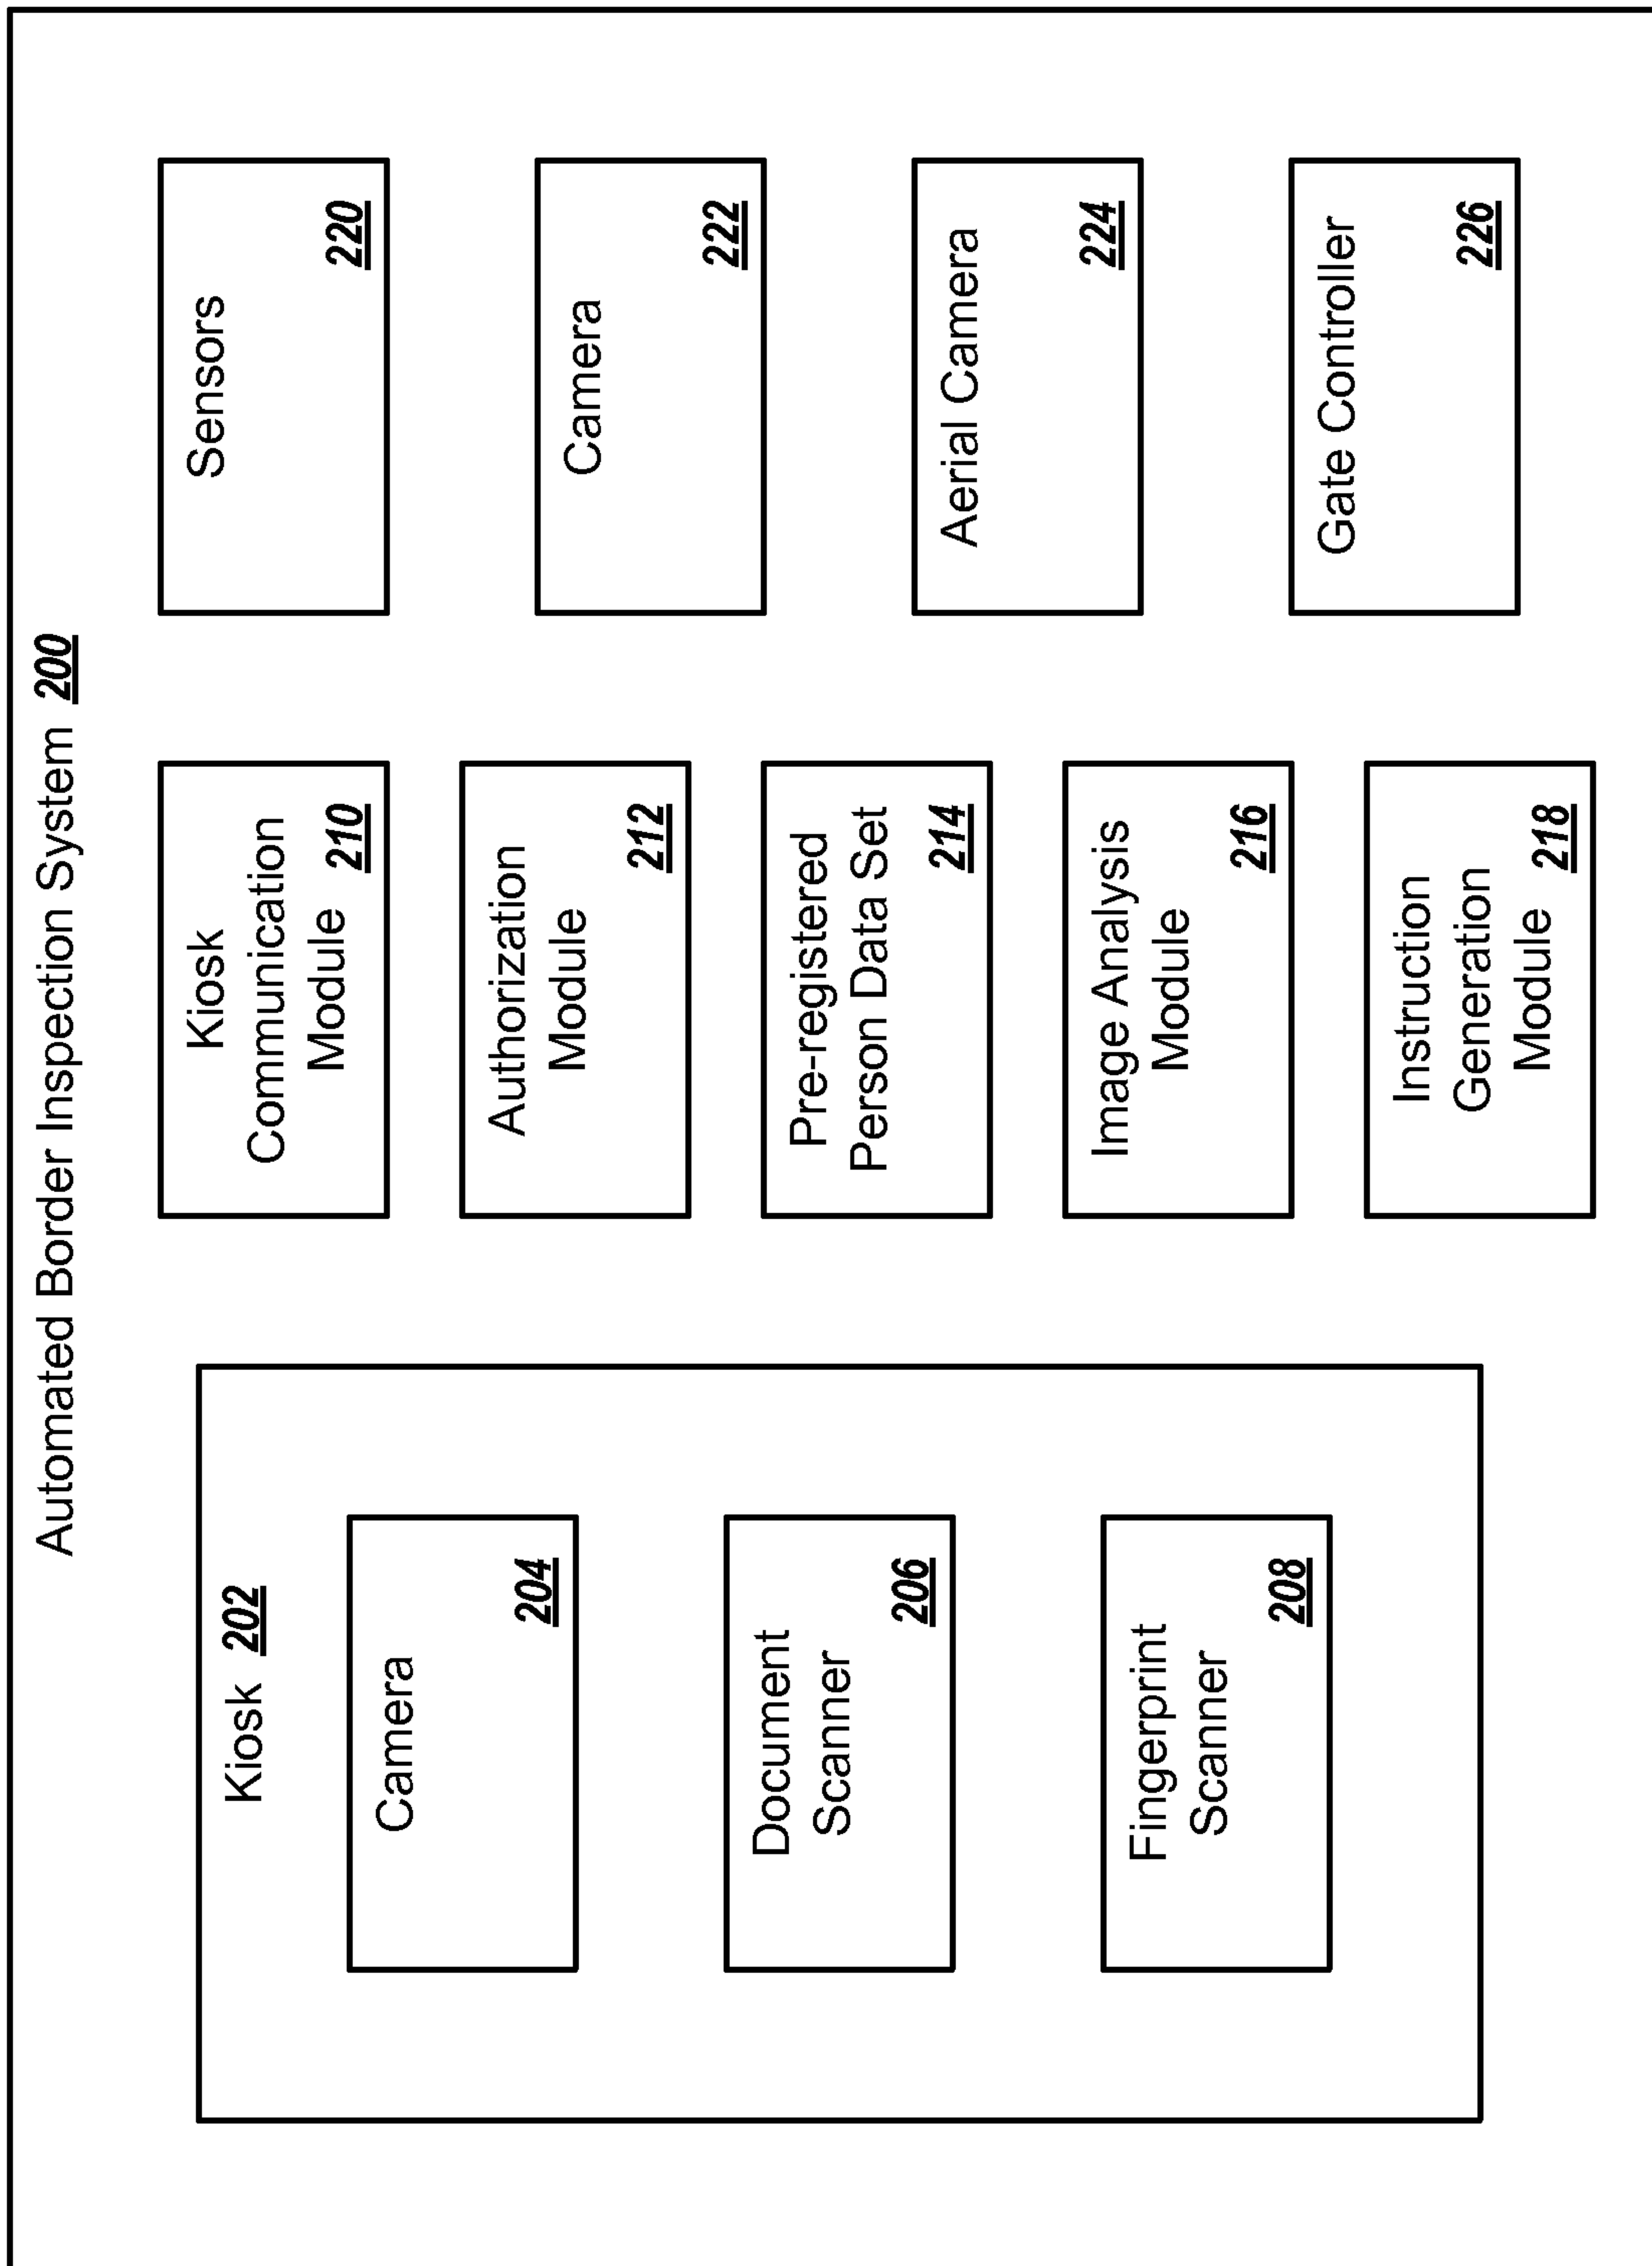 Automated Border Inspection System 200
Kiosk 202
Camera
204
Document
Scanner
206
Fingerprint
Scanner
208
Kiosk
Communication
Module 210
Authorization
Module
212
Pre-registered
Person Data Set
214
Image Analysis
Module
216
Instruction
Generation
Module 218
Sensors
220
Camera
222
Aerial Camera
224
Gate Controller
226